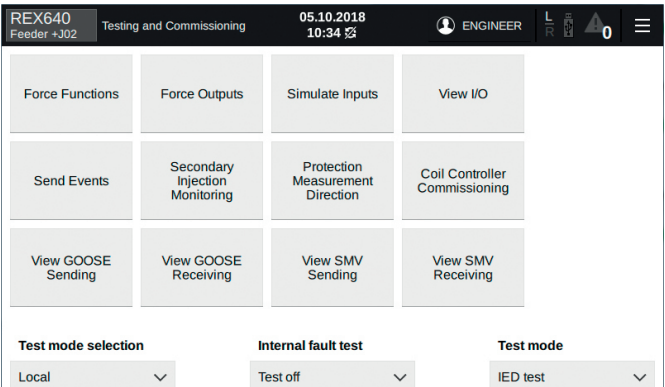 REX640
Feeder +J02
Testing and Commissioning
05.10.2018
10:34
ENGINEER
L
R
0
Force Functions
Force Outputs
Simulate Inputs
View I/O
Send Events
Secondary
Injection
Monitoring
Protection
Measurement
Direction
Coil Controller
Commissioning
View GOOSE
Sending
View GOOSE
Receiving
View SMV
Sending
View SMV
Receiving
Test mode selection
Internal fault test
Test mode
Local
Test off
IED test